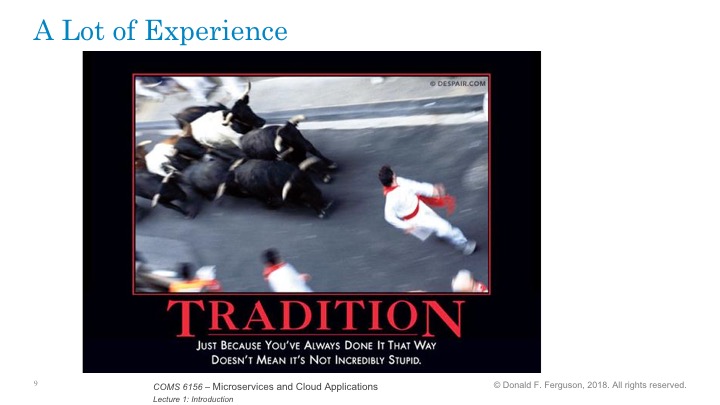 A Lot of Experience
© DESPAIR.COM
TRADITION
JUST BECAUSE YOU'VE ALWAYS DONE IT THAT WAY
DOESN'T MEAN IT'S NOT INCREDIBLY STUPID.
9
COMS 6156 – Microservices and Cloud Applications
Lecture 1: Introduction
© Donald F. Ferguson, 2018. All rights reserved.